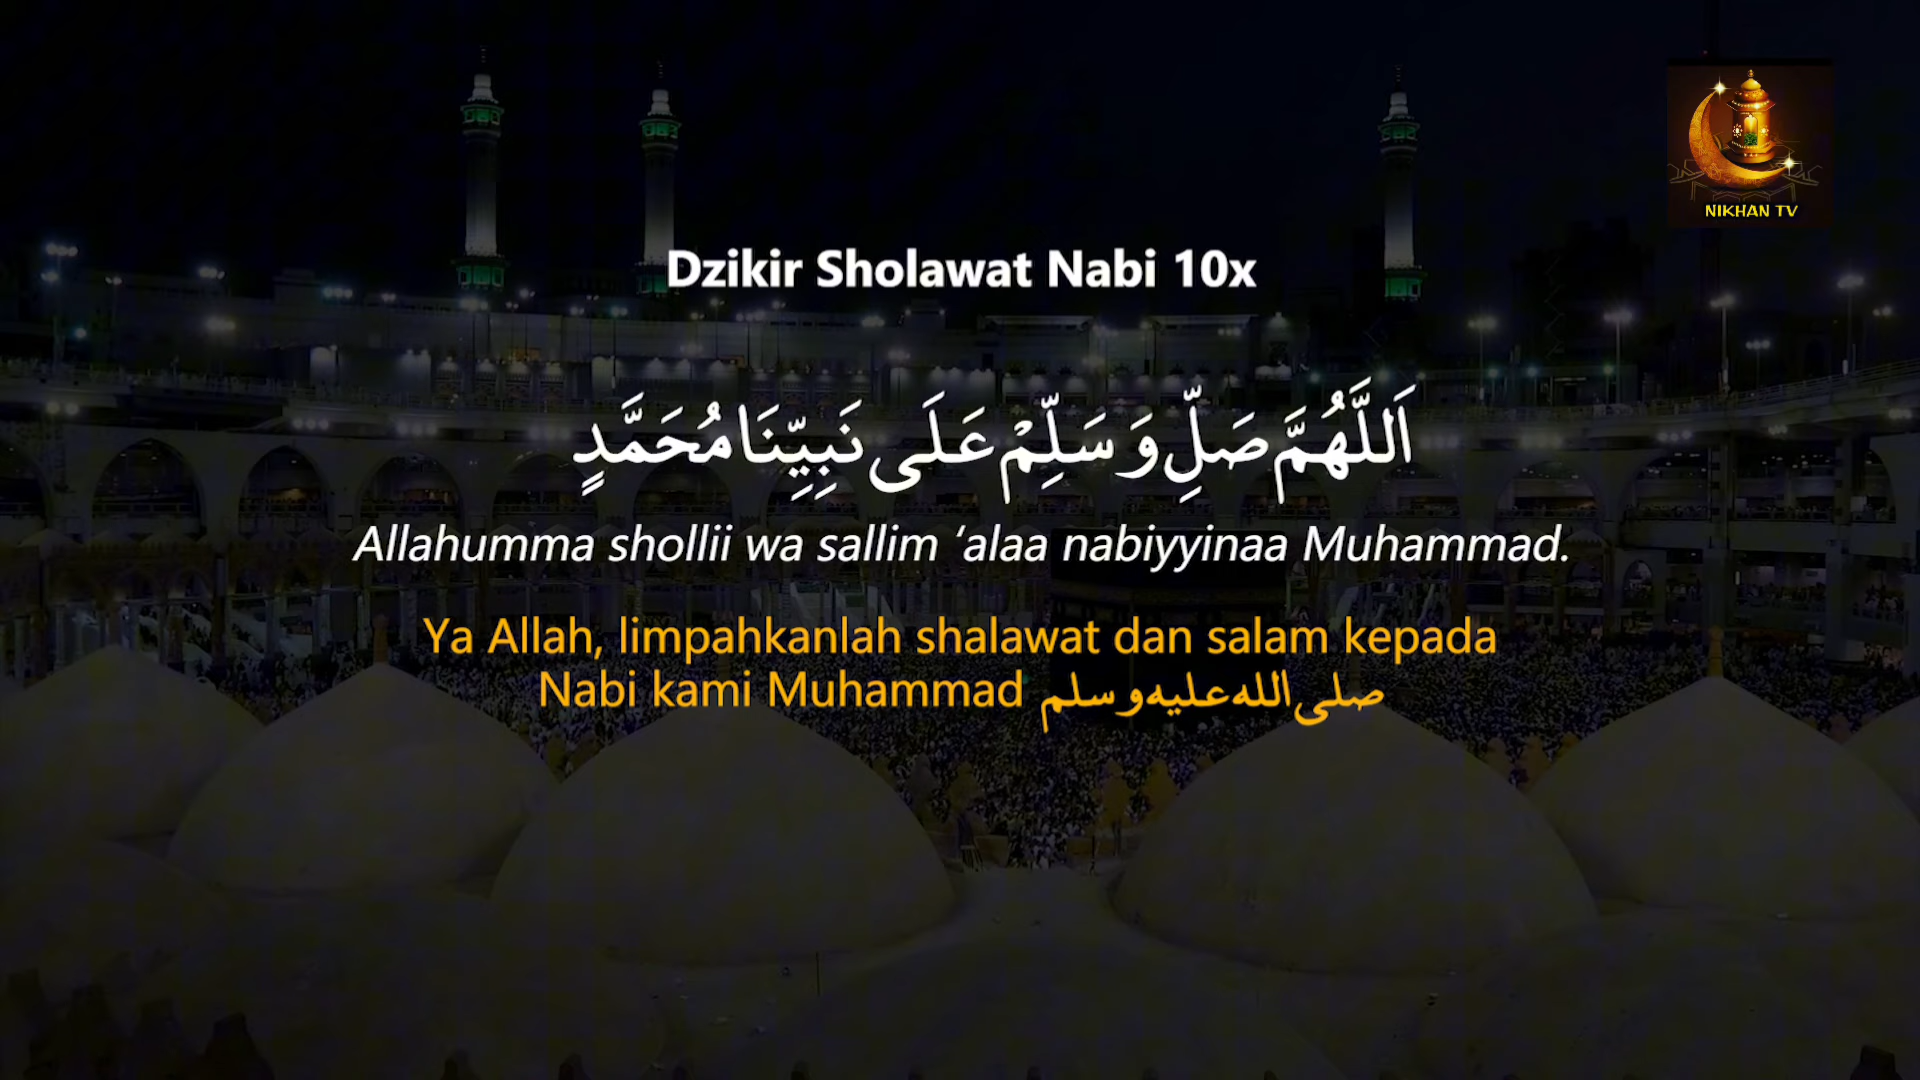 NIKHAN TV
Dzikir Sholawat Nabi 10x
اَللَّهُمَّ صَلِّ وَ سَلِّمْ عَلَى نَبِيِّنَا مُحَمَّدٍ
Allahumma shollii wa sallim ‘alaa nabiyyinaa Muhammad.
Ya Allah, limpahkanlah shalawat dan salam kepada
Nabi kami Muhammad صلى الله عليه وسلم